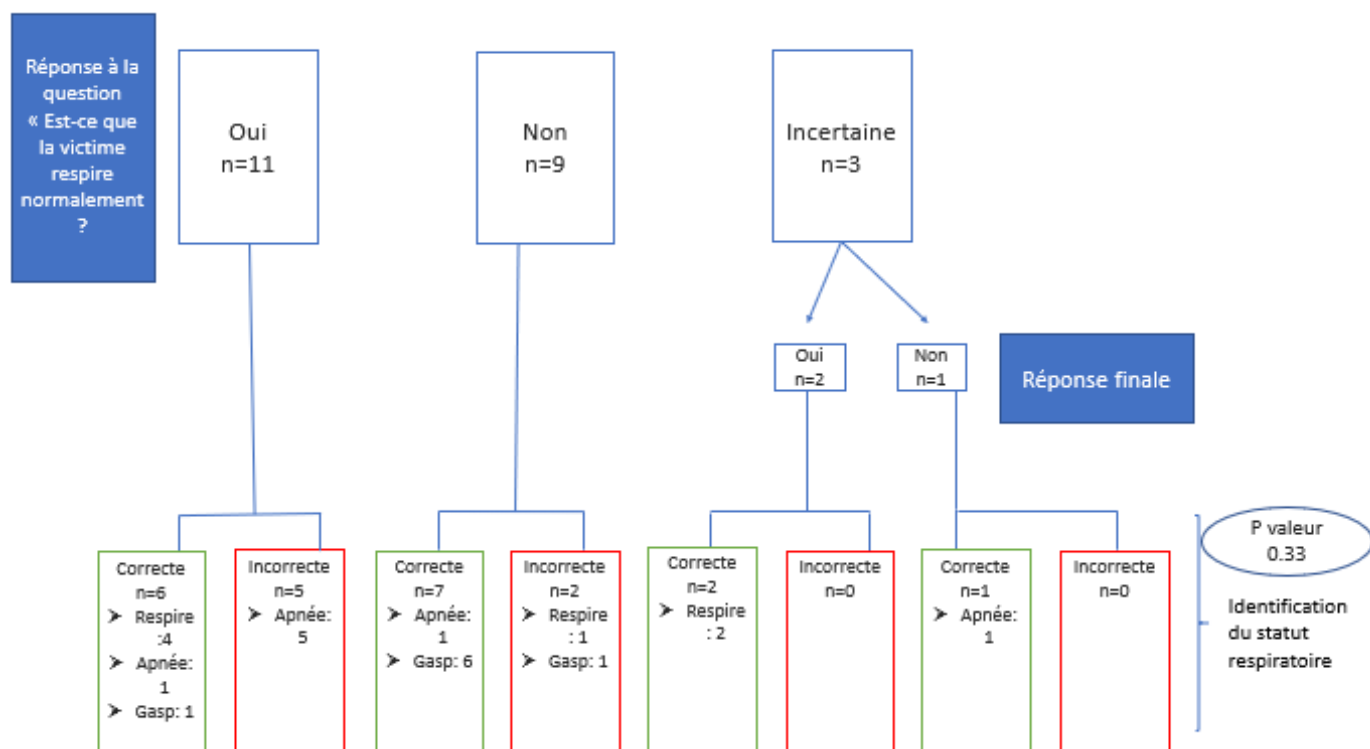 Réponse à la
question
« Est-ce que
la victime
respire
normalement
?
Oui
n=11
Non
n=9
Incertaine
n=3
Oui
n=2
Non
n=1
Réponse finale
Correcte
n=6
➤ Respire
:4
➤ Apnée:
1
➤ Gasp: 1
Incorrecte
n=5
➤ Apnée:
5
Correcte
n=7
➤ Apnée:
1
➤ Gasp: 6
Incorrecte
n=2
➤ Respire
: 1
➤ Gasp: 1
Correcte
n=2
➤ Respire
: 2
Incorrecte
n=0
Correcte
n=1
➤ Apnée:
1
Incorrecte
n=0
P valeur
0.33
Identification
du statut
respiratoire